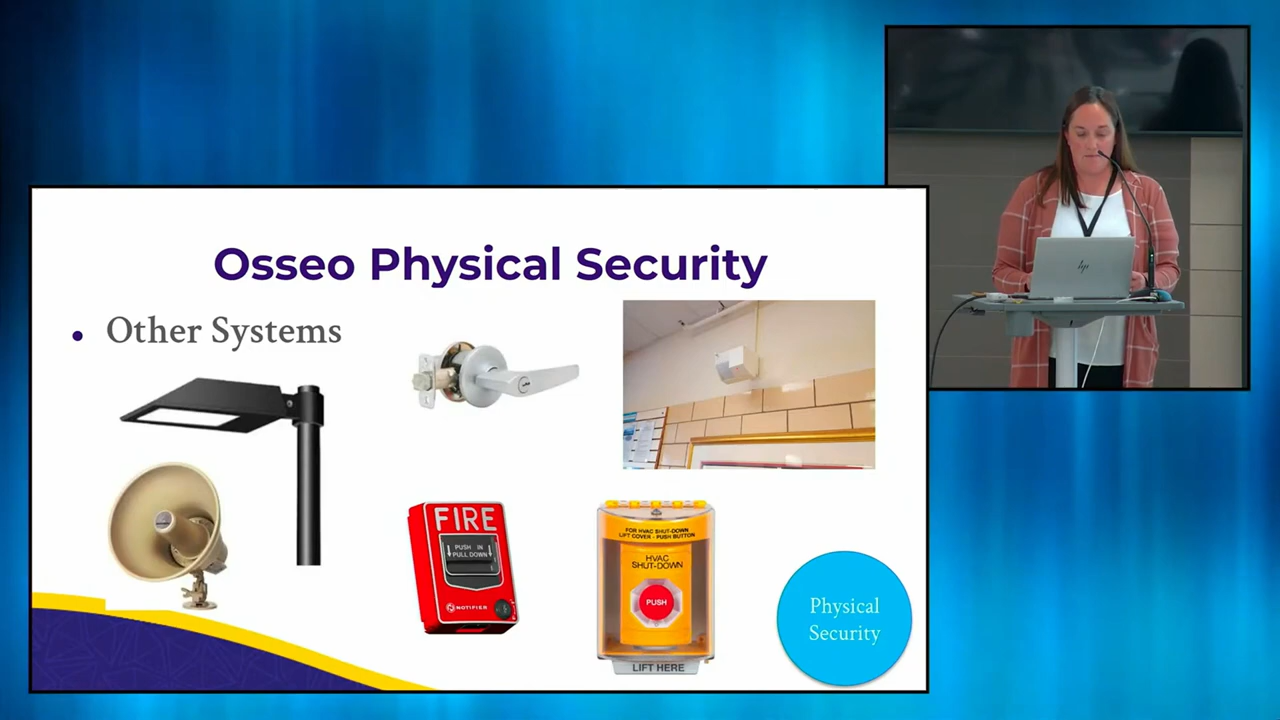 Osseo Physical Security
Other Systems
FIRE
PUSH IN
PULL DOWN
NOTIFIER
FOR HVAC SHUT-DOWN
LIFT COVER - PUSH BUTTON
HVAC
SHUT-DOWN
PUSH
LIFT HERE
Physical
Security
hp